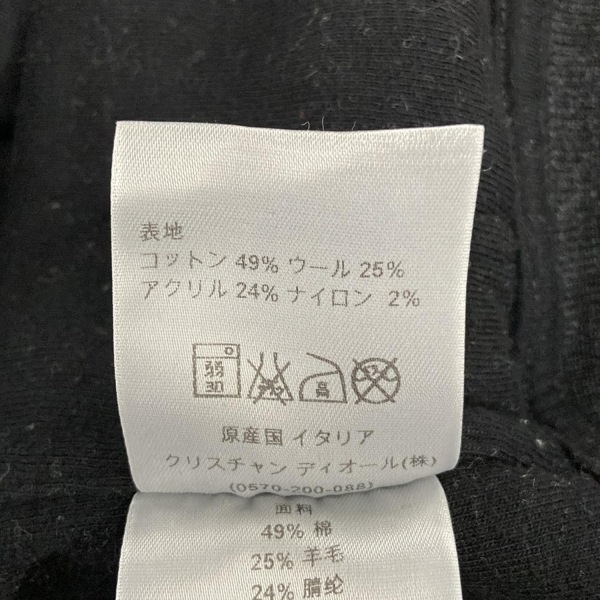 表地
コットン 49% ウール 25%
アクリル 24% ナイロン 2%
弱 30 高
原産国 イタリア
クリスチャン ディオール(株)
(0570-200-088)
面料
49% 棉
25% 羊毛
24% 腈纶